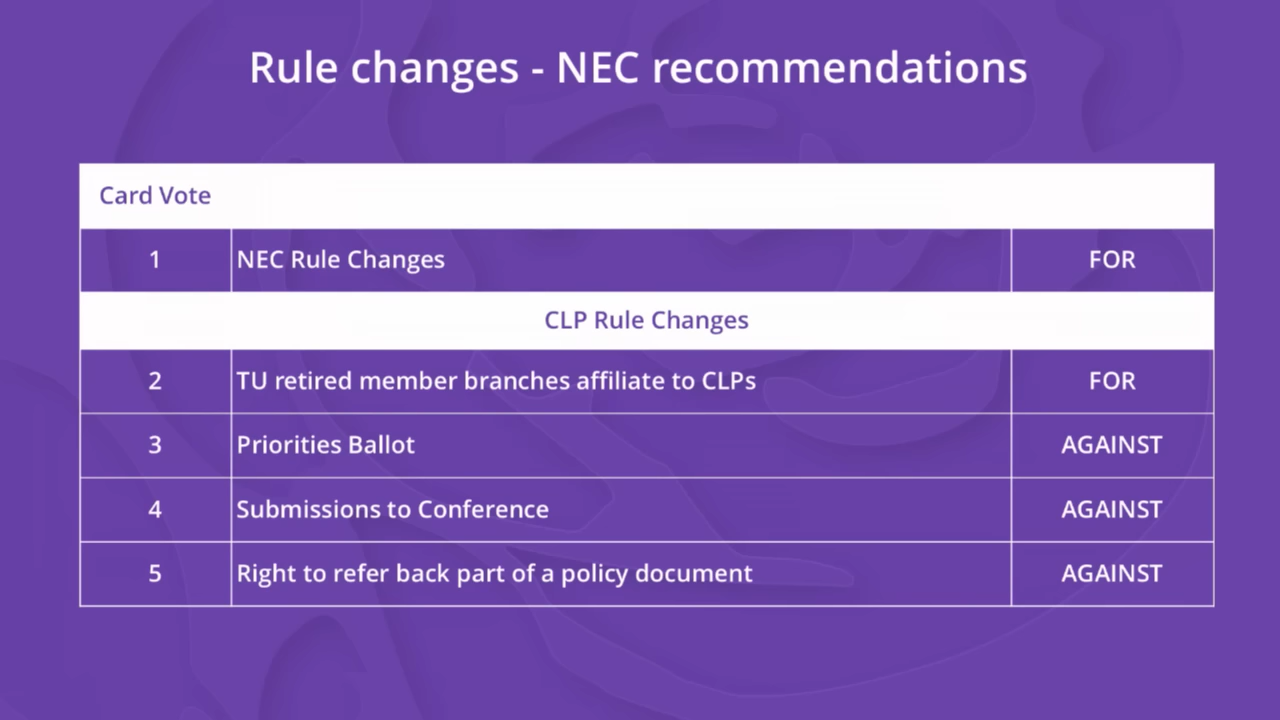 Rule changes - NEC recommendations
Card Vote
1 NEC Rule Changes FOR
CLP Rule Changes
2 TU retired member branches affiliate to CLPs FOR
3 Priorities Ballot AGAINST
4 Submissions to Conference AGAINST
5 Right to refer back part of a policy document AGAINST